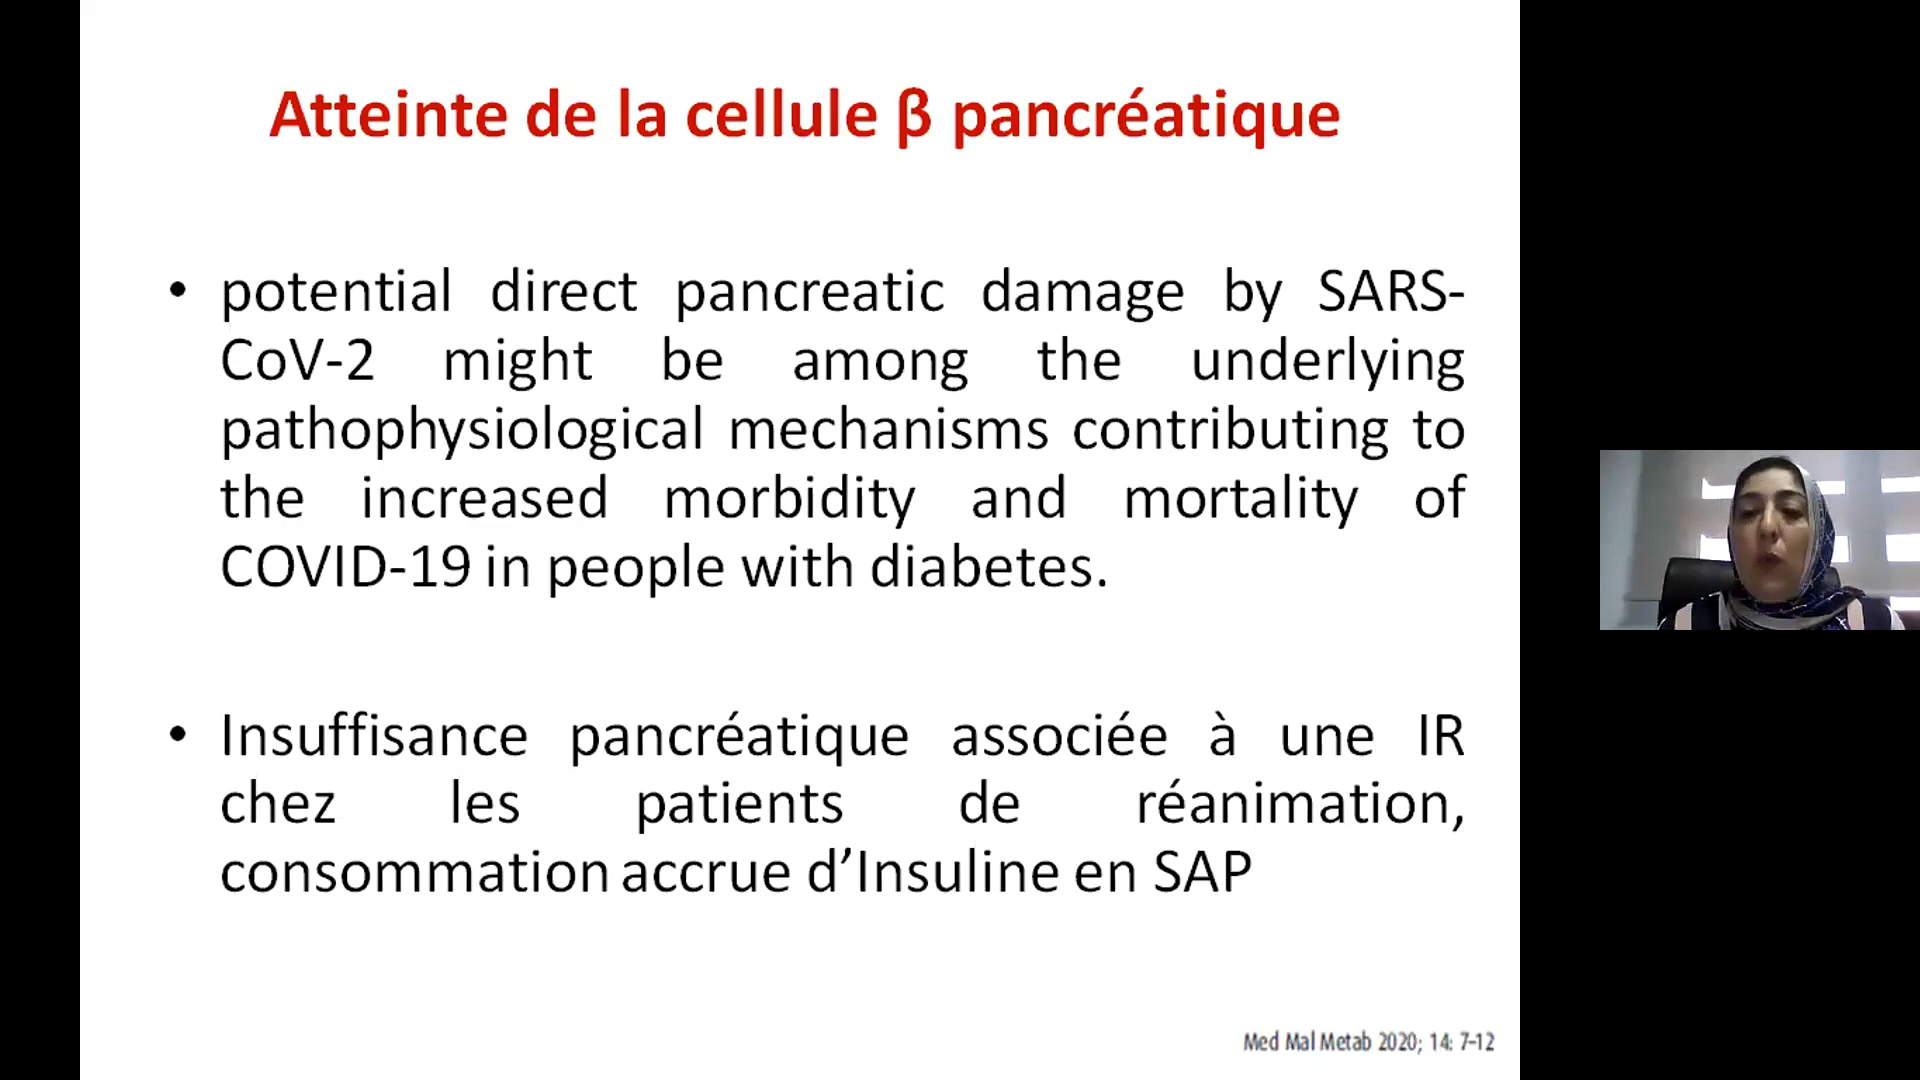 Atteinte de la cellule β pancréatique
• potential direct pancreatic damage by SARS-
CoV-2 might be among the underlying
pathophysiological mechanisms contributing to
the increased morbidity and mortality of
COVID-19 in people with diabetes.
• Insuffisance pancréatique associée à une IR
chez les patients de réanimation,
consommation accrue d’Insuline en SAP
Med Mal Metab 2020; 14: 7-12